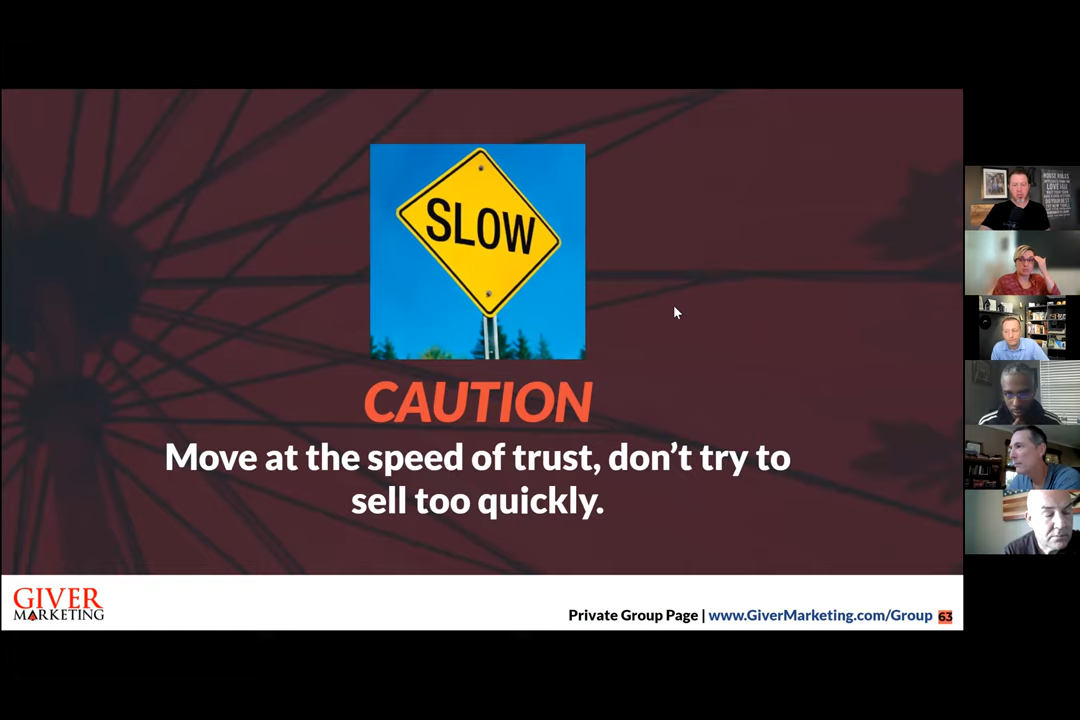 SLOW
CAUTION
Move at the speed of trust, don’t try to
sell too quickly.
GIVER
MARKETING
Private Group Page | www.GiverMarketing.com/Group 63